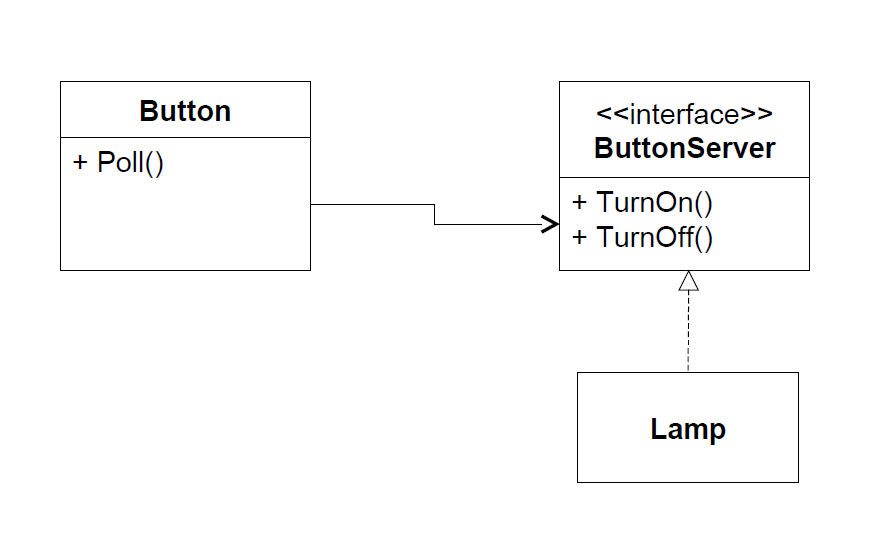 Button
+ Poll()
<<interface>>
ButtonServer
+ TurnOn()
+ TurnOff()
Lamp